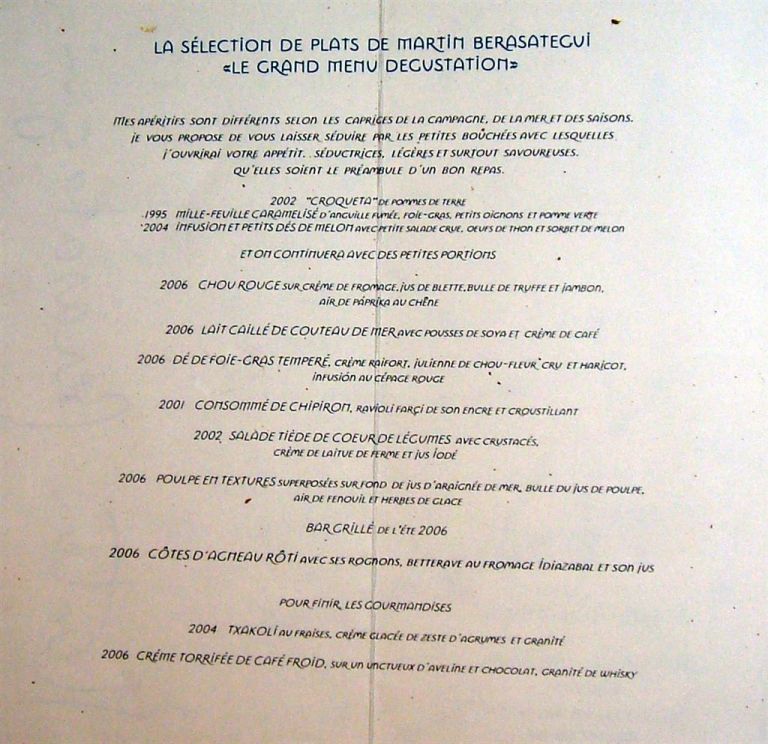 LA SÉLECTION DE PLATS DE MARTIN BERASATEGUI
«LE GRAND MENU DEGUSTATION»
MES APÉRITIFS SONT DIFFÉRENTS SELON LES CAPRICES DE LA CAMPAGNE, DE LA MER ET DES SAISONS.
JE VOUS PROPOSE DE VOUS LAISSER SÉDUIRE PAR LES PETITES BOUCHÉES AVEC LESQUELLES
J'OUVRIRAI VOTRE APPÉTIT. SÉDUCTRICES, LÉGÈRES ET SURTOUT SAVOUREUSES.
QU'ELLES SOIENT LE PRÉAMBULE D'UN BON REPAS.
2002 "CROQUETA" DE POMMES DE TERRE
1995 MILLE-FEUILLE CARAMELISÉ D'ANGUILLE FUMÉE, FOIE-GRAS, PETITS OIGNONS ET POMME VERTE
2004 INFUSION ET PETITS DÉS DE MELON AVEC PETITE SALADE CRUE, OEUFS DE THON ET SORBET DE MELON
ET ON CONTINUERA AVEC DES PETITES PORTIONS
2006 CHOU ROUGE SUR CRÈME DE FROMAGE, JUS DE BLETTE, BULLE DE TRUFFE ET JAMBON,
AIR DE PÁPRIKA AU CHÊNE
2006 LAIT CAILLÉ DE COUTEAU DE MER AVEC POUSSES DE SOYA ET CRÈME DE CAFÉ
2006 DÉ DE FOIE-GRAS TEMPERÉ, CRÈME RAIFORT, JULIENNE DE CHOU-FLEUR CRU ET HARICOT,
INFUSIÓN AU CÉPAGE ROUGE
2001 CONSOMMÉ DE CHIPIRON, RAVIOLI FARÇI DE SON ENCRE ET CROUSTILLANT
2002 SALADE TIÈDE DE COEUR DE LÉGUMES AVEC CRUSTACÉS,
CRÈME DE LAITUE DE FERME ET JUS IODÉ
2006 POULPE EN TEXTURES SUPERPOSÉES SUR FOND DE JUS D'ARAIGNÉE DE MER, BULLE DU JUS DE POULPE,
AIR DE FENOUIL ET HERBES DE GLACE
BAR GRILLÉ DE L'ÉTE 2006
2006 CÔTES D'AGNEAU RÔTI AVEC SES ROGNONS, BETTERAVE AU FROMAGE IDIAZABAL ET SON JUS
POUR FINIR, LES GOURMANDISES
2004 TXAKOLI AU FRAISES, CRÈME GLACÉE DE ZESTE D'AGRUMES ET GRANITÉ
2006 CRÉME TORRIFÉE DE CAFÉ FROID, SUR UN ONCTUEUX D'AVELINE ET CHOCOLAT, GRANITÉ DE WHISKY